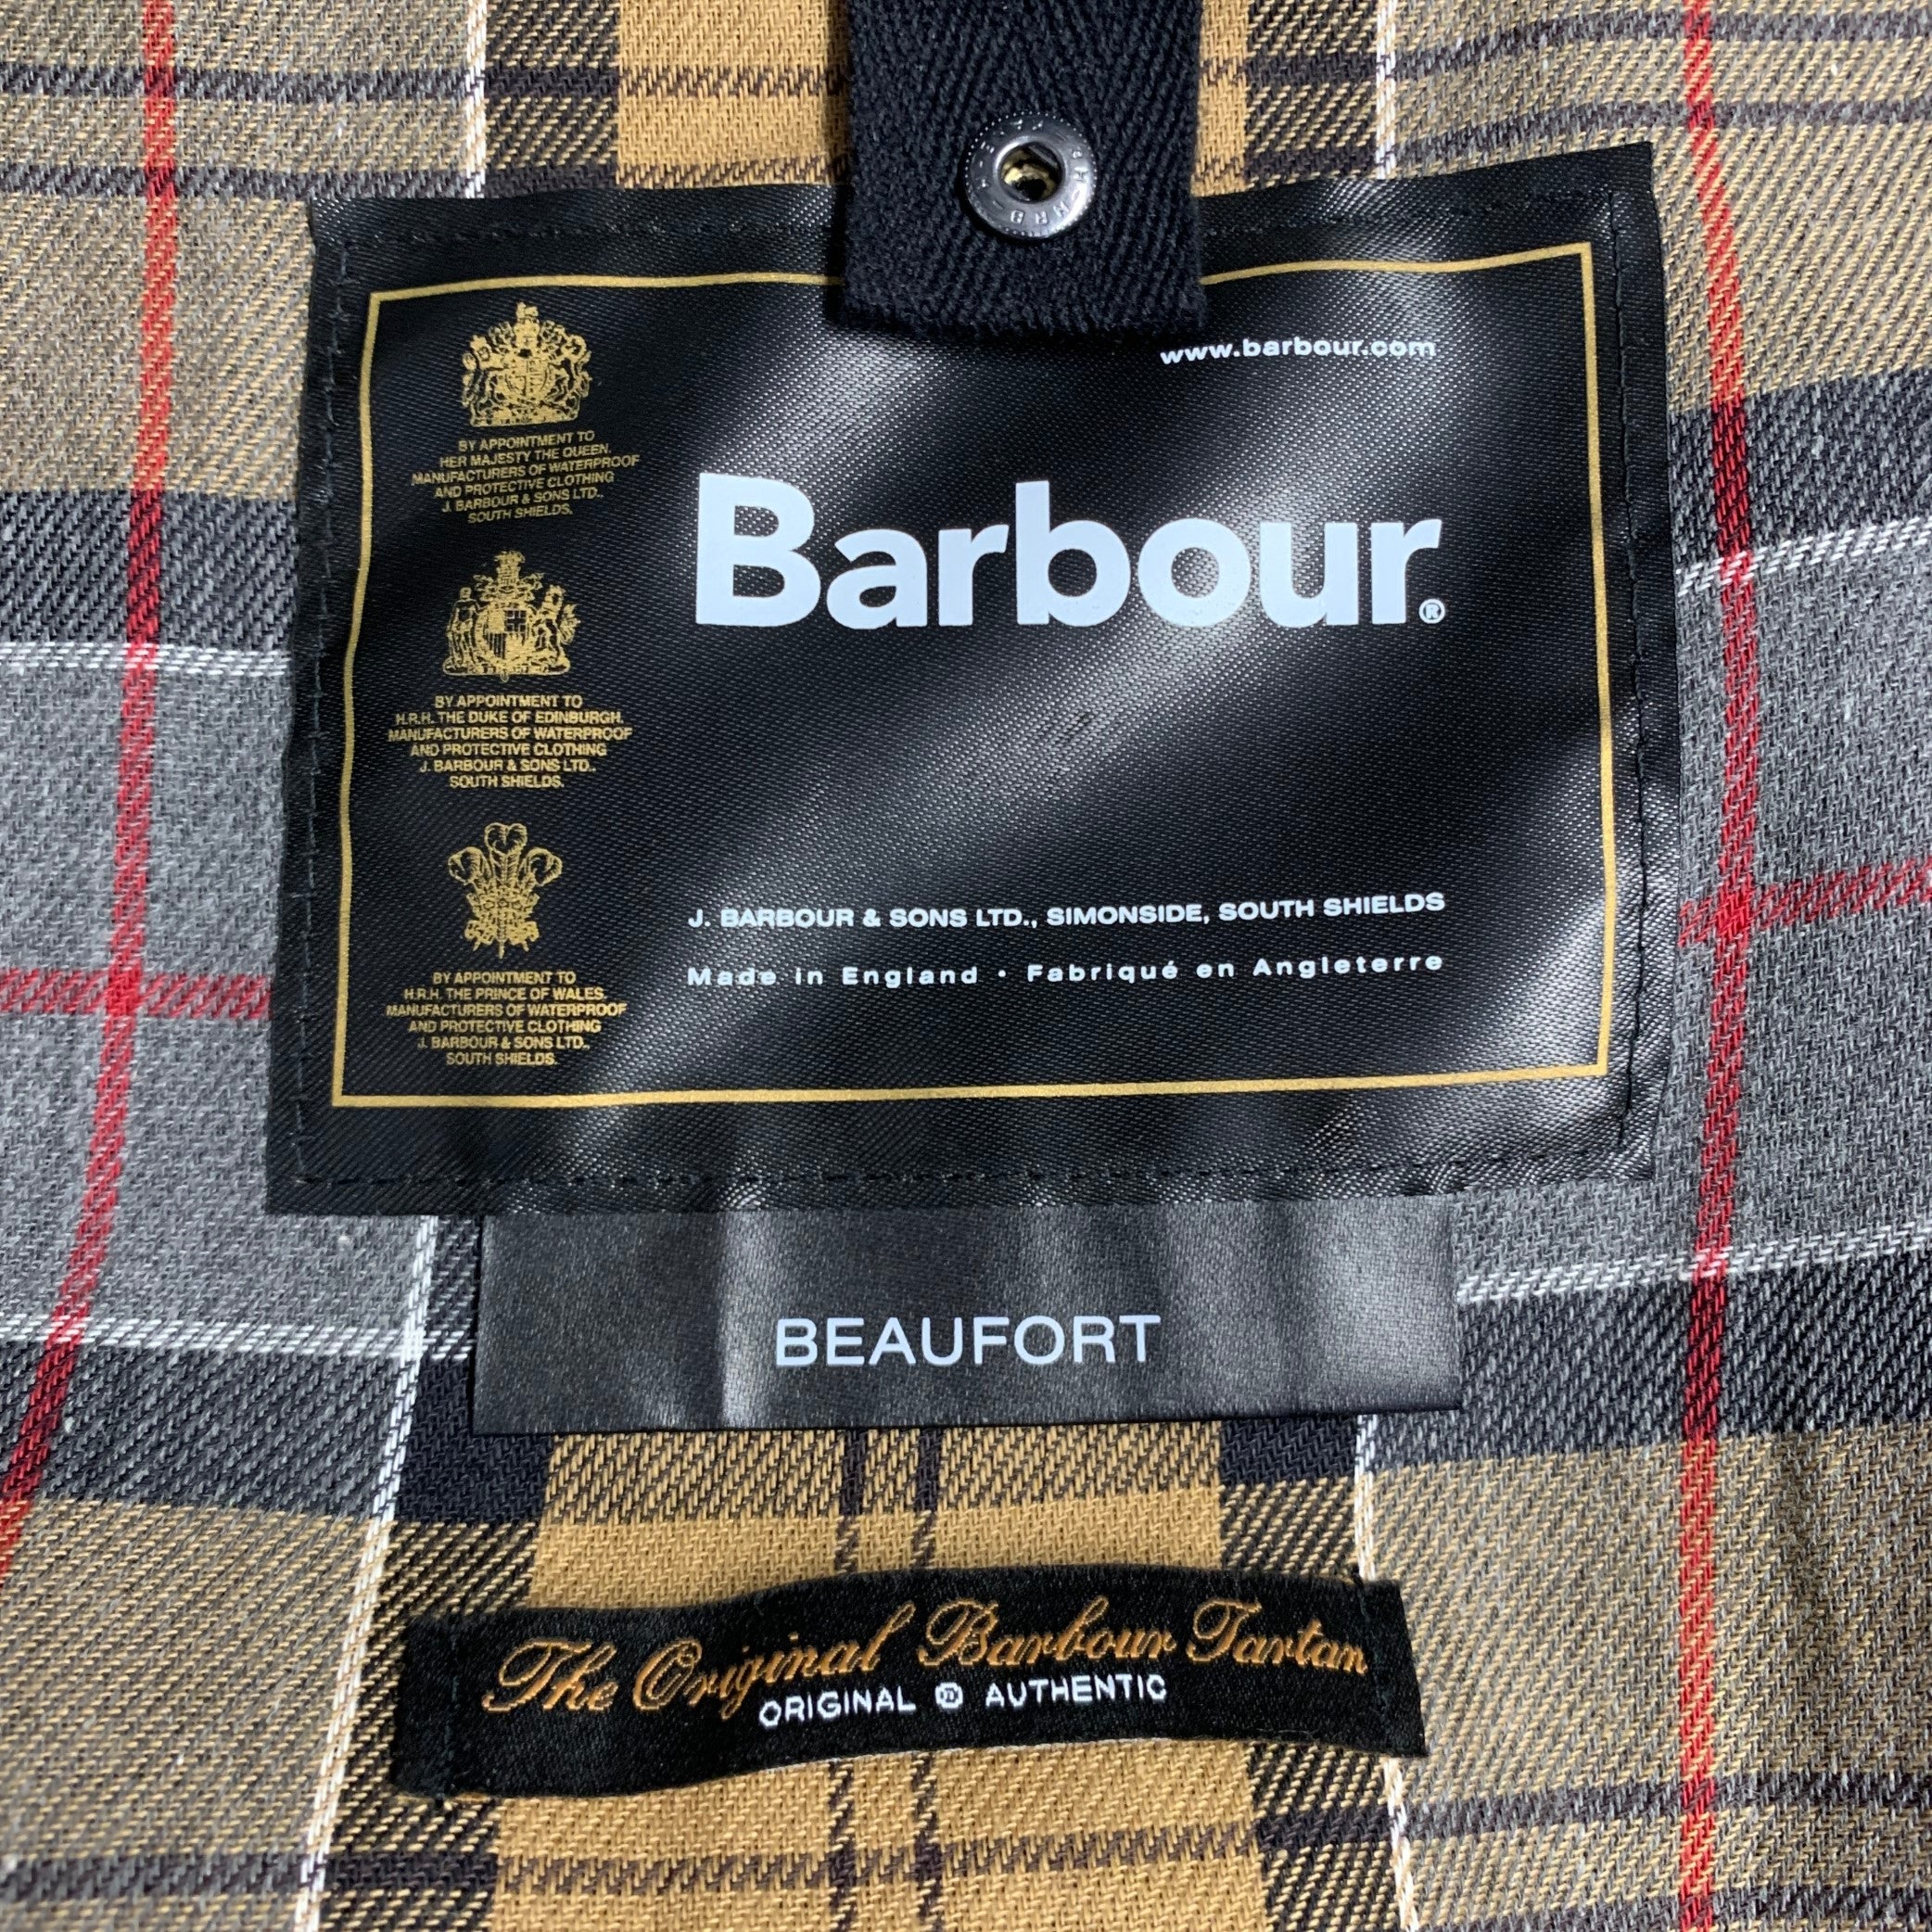 www.barbour.com
BY APPOINTMENT TO
HER MAJESTY THE QUEEN,
MANUFACTURERS OF WATERPROOF
AND PROTECTIVE CLOTHING
J. BARBOUR & SONS LTD.,
SOUTH SHIELDS.
Barbour®
BY APPOINTMENT TO
H.R.H. THE DUKE OF EDINBURGH,
MANUFACTURERS OF WATERPROOF
AND PROTECTIVE CLOTHING
J. BARBOUR & SONS LTD.,
SOUTH SHIELDS.
BY APPOINTMENT TO
H.R.H. THE PRINCE OF WALES,
MANUFACTURERS OF WATERPROOF
AND PROTECTIVE CLOTHING
J. BARBOUR & SONS LTD.,
SOUTH SHIELDS.
J. BARBOUR & SONS LTD., SIMONSIDE, SOUTH SHIELDS
Made in England • Fabriqué en Angleterre
BEAUFORT
The Original Barbour Tartan
ORIGINAL ® AUTHENTIC